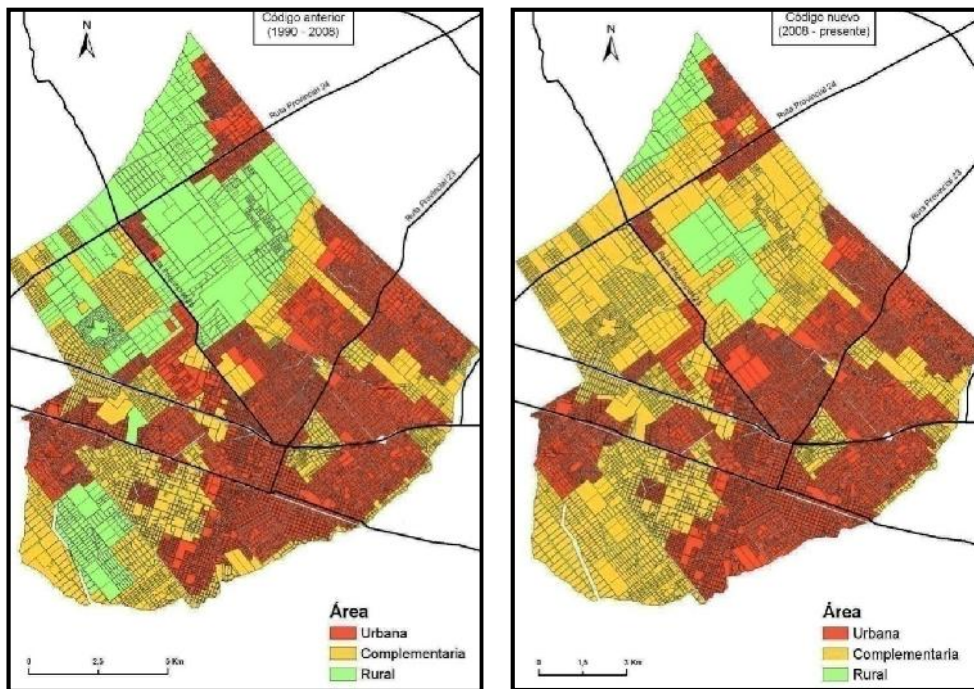 Código anterior
(1990 - 2008)
N
Ruta Provincial 24
Ruta Provincial 23
Área
Urbana
Complementaria
Rural
0 2,5 5 Km
Código nuevo
(2008 - presente)
N
Ruta Provincial 24
Ruta Provincial 23
Área
Urbana
Complementaria
Rural
0 1,5 3 Km